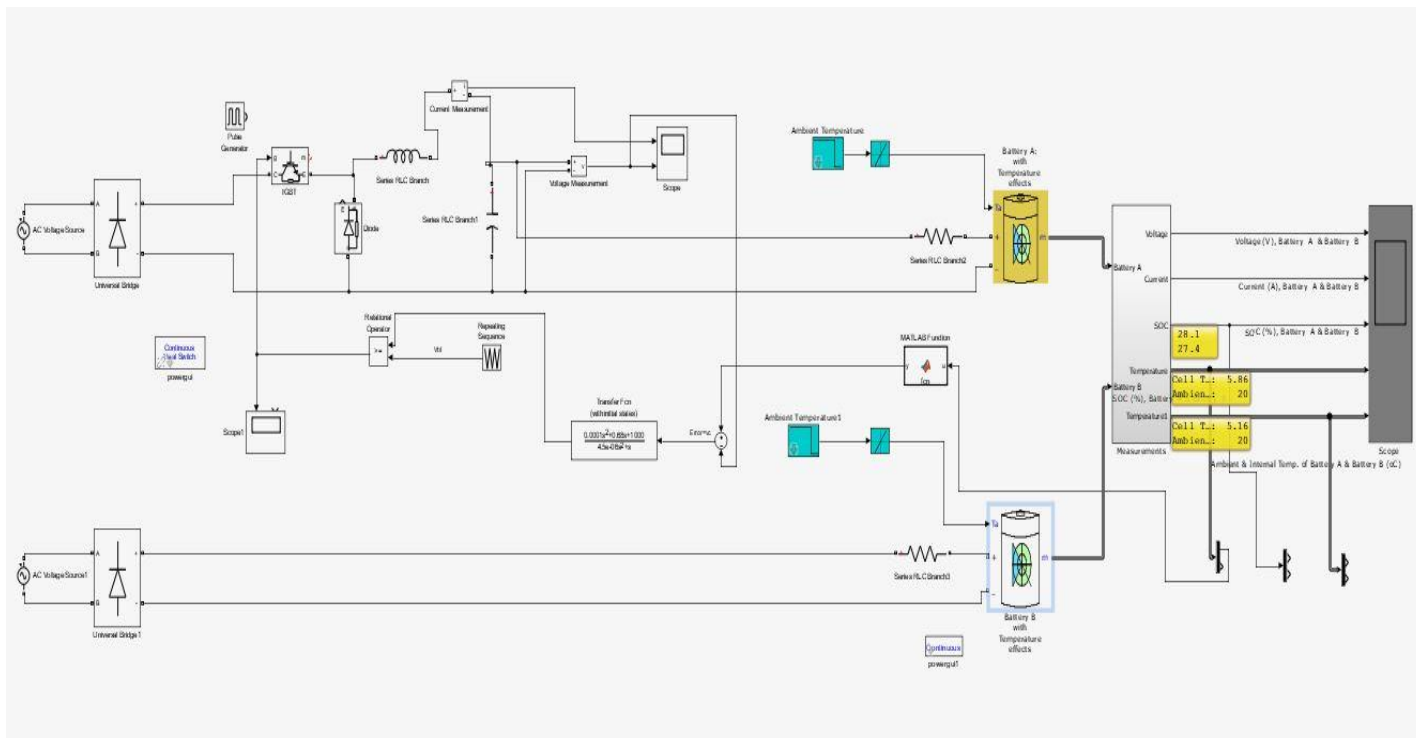 Current Measurement
Pulse
Generator
IGBT
Series RLC Branch
Voltage Measurement
Scope
Series RLC Branch1
Diode
AC Voltage Source
Universal Bridge
A
B
+
-
Ambient Temperature
Battery A:
with
Temperature
effects
Ta
+
m
Series RLC Branch2
Voltage
Battery A
Current
SOC
Temperature
Battery B
Temperature1
Measurements
Voltage (V), Battery A & Battery B
Current (A), Battery A & Battery B
SOC (%), Battery A & Battery B
28.1
27.4
Cell T…: 5.86
Ambien…: 20
SOC (%), Batter
Cell T…: 5.16
Ambien…: 20
Scope
Ambient & Internal Temp. of Battery A & Battery B (oC)
Continuous
powergui
Relational
Operator
>=
Repeating
Sequence
MATLAB Function
y
u
fcn
Scope1
Transfer Fcn
(with initial states)
Ambient Temperature1
AC Voltage Source1
Universal Bridge1
A
B
+
-
Series RLC Branch3
Ta
+
-
m
Battery B
with
Temperature
effects
Continuous
powergui1